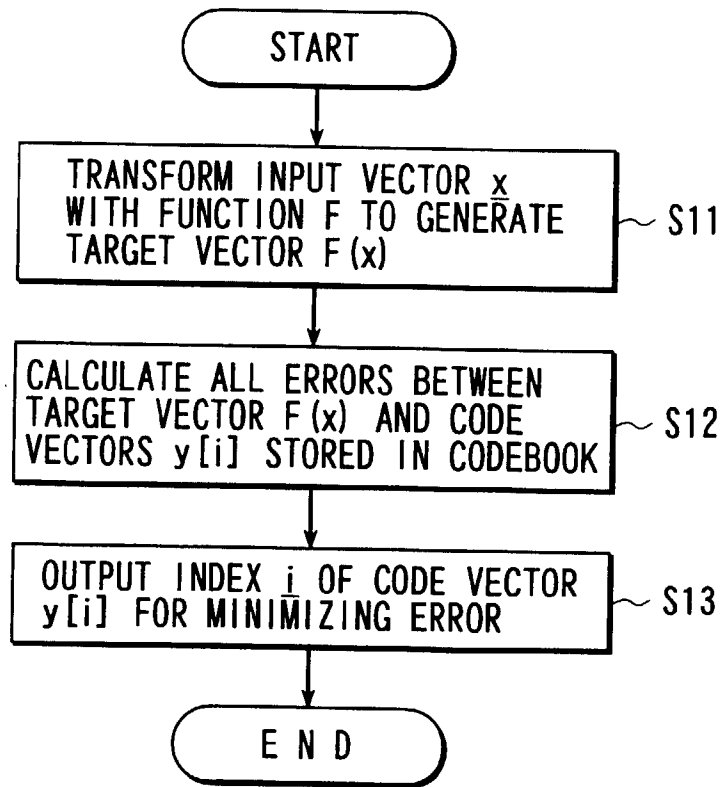 START
TRANSFORM INPUT VECTOR x
WITH FUNCTION F TO GENERATE
TARGET VECTOR F(x)
S11
CALCULATE ALL ERRORS BETWEEN
TARGET VECTOR F(x) AND CODE
VECTORS y[i] STORED IN CODEBOOK
S12
OUTPUT INDEX i OF CODE VECTOR
y[i] FOR MINIMIZING ERROR
S13
END